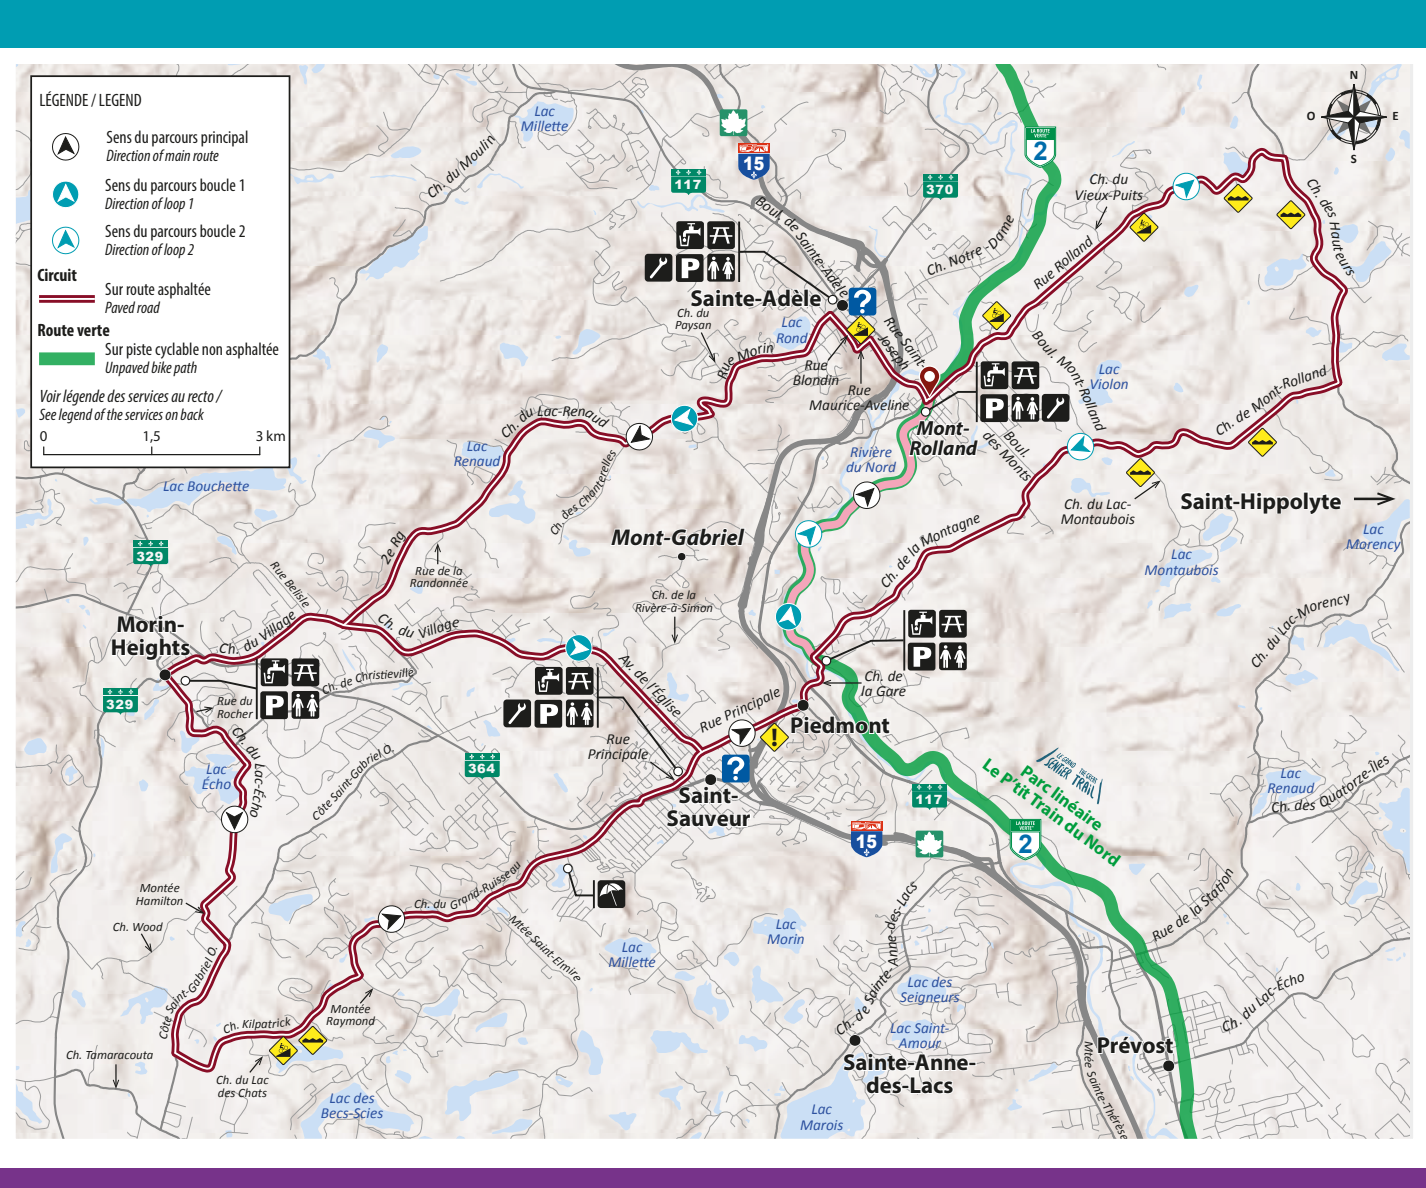 LÉGENDE / LEGEND
Sens du parcours principal
Direction of main route
Sens du parcours boucle 1
Direction of loop 1
Sens du parcours boucle 2
Direction of loop 2
Circuit
Sur route asphaltée
Paved road
Route verte
Sur piste cyclable non asphaltée
Unpaved bike path
Voir légende des services au recto /
See legend of the services on back
0 1,5 3 km
N
O E
S
Lac
Millette
Ch. du Moulin
15
117
370
LA ROUTE
VERTE
2
Ch. du
Vieux-Puits
Ch. des Hauteurs
Boul. de Sainte-Adèle
Ch. Notre-Dame
Rue Rolland
P
Sainte-Adèle
?
Ch. du
Paysan
Lac
Rond
Rue Morin
Rue
Blondin
Rue Saint-
Joseph
Rue
Maurice-Aveline
Boul. Mont-Rolland
Lac
Violon
P
Mont-
Rolland
Boul.
des Monts
Ch. de Mont-Rolland
Ch. du Lac-Renaud
Lac
Renaud
Ch. des Chanterelles
Rivière
du Nord
Ch. du Lac-
Montaubois
Saint-Hippolyte
Lac
Morency
Lac
Montaubois
Lac Bouchette
329
2e Rg
Rue de la
Randonnée
Mont-Gabriel
Ch. de la
Rivière-à-Simon
Ch. de la Montagne
Ch. du Lac-Morency
Rue Belisle
Morin-
Heights
Ch. du Village
Ch. du Village
P
Ch. de Christieville
329
Rue du
Rocher
Av. de l'Église
P
Rue
Principale
Rue Principale
P
Ch. de
la Gare
Piedmont
!
?
Ch. du Lac-Écho
Lac
Écho
Côte Saint-Gabriel O.
364
Saint-
Sauveur
117
LE GRAND THE GREAT
SENTIER TRAIL
Parc linéaire
Le P'tit Train du Nord
Lac
Renaud
Ch. des Quatorze-Îles
15
LA ROUTE
VERTE
2
Montée
Hamilton
Ch. Wood
Ch. du Grand-Ruisseau
Mtée Saint-Elmire
Lac
Millette
Lac
Morin
Ch. de Sainte-Anne-des-Lacs
Rue de la Station
Côte Saint-Gabriel O.
Montée
Raymond
Ch. Kilpatrick
Lac des
Seigneurs
Lac Saint-
Amour
Ch. du Lac-Écho
Ch. Tamaracouta
Ch. du Lac
des Chats
Lac des
Becs-Scies
Sainte-Anne-
des-Lacs
Lac
Marois
Prévost
Mtée Sainte-Thérèse